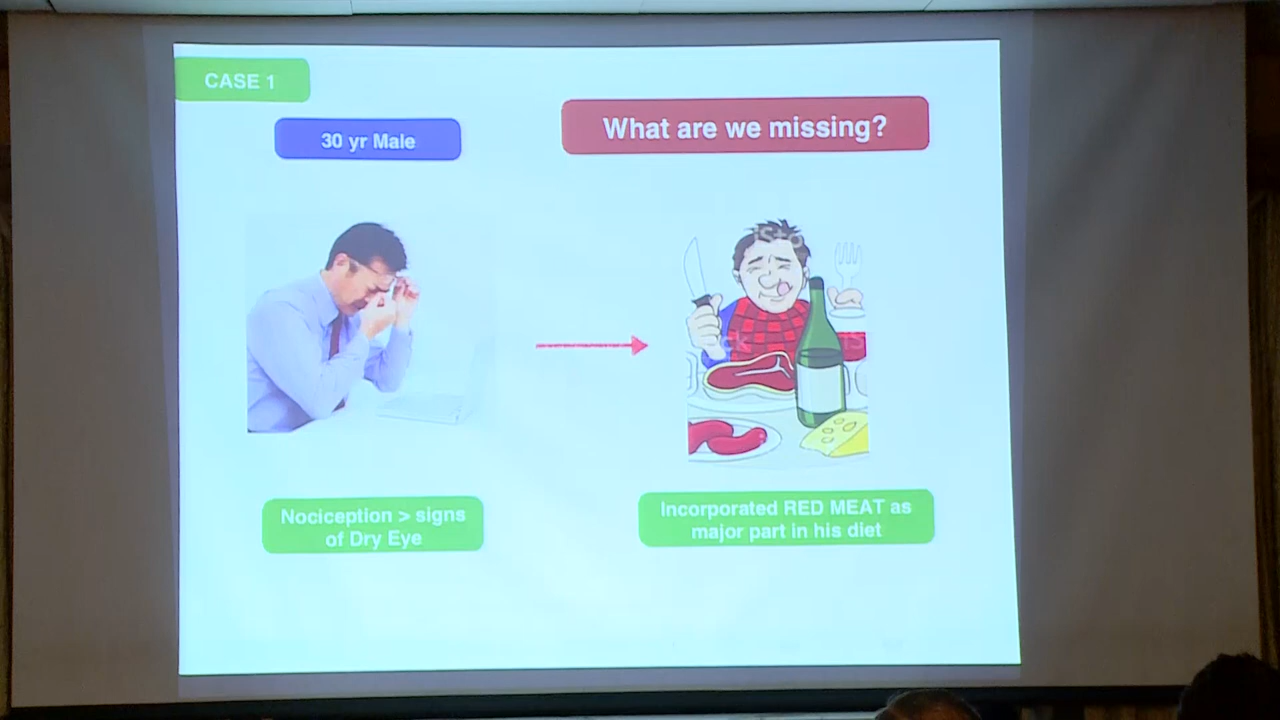 CASE 1
30 yr Male
What are we missing?
Nociception > signs
of Dry Eye
Incorporated RED MEAT as
major part in his diet